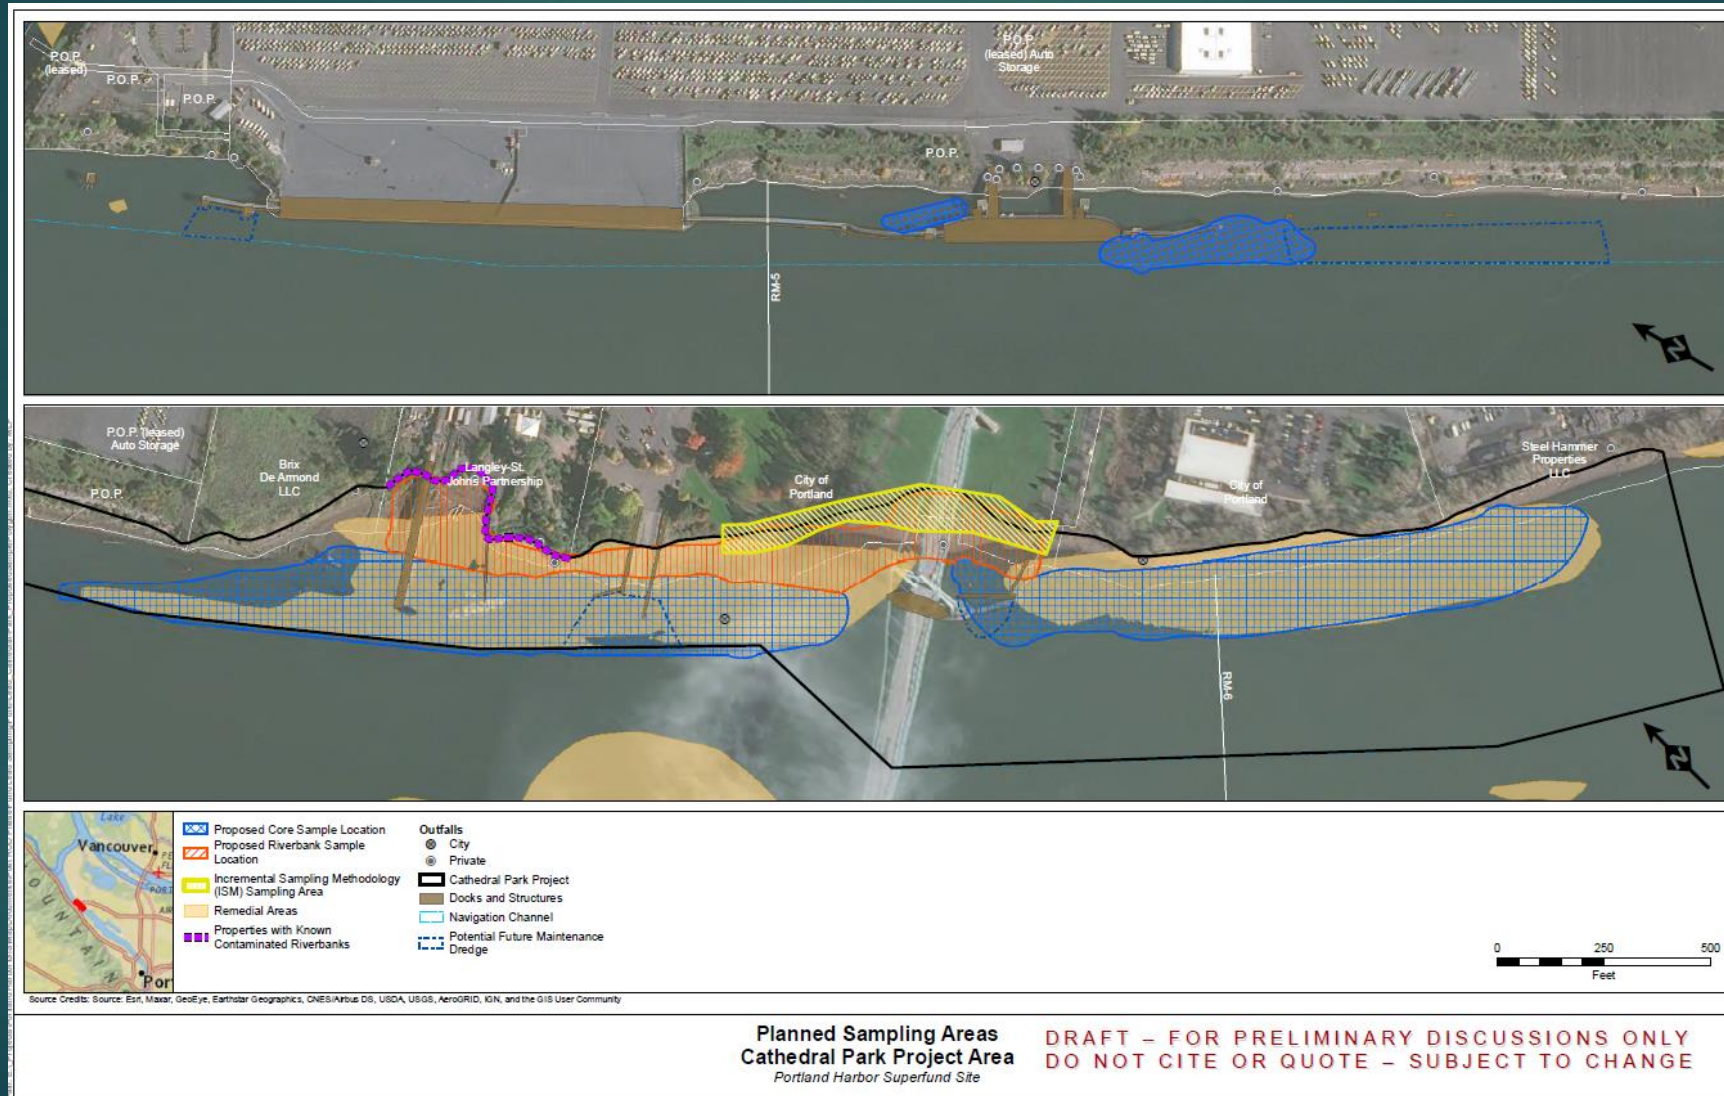 P.O.P.
(leased)
P.O.P.
P.O.P.
P.O.P.
(leased) Auto
Storage
P.O.P.
RM-5
N
P.O.P. (leased)
Auto Storage
P.O.P.
Brix
De Armond
LLC
Langley-St.
Johns Partnership
City of
Portland
City of
Portland
Steel Hammer
Properties
LLC
RM-6
N
Lake
Vancouver
PORT
AIR
OUNTAIN
Port
Proposed Core Sample Location
Proposed Riverbank Sample
Location
Incremental Sampling Methodology
(ISM) Sampling Area
Remedial Areas
Properties with Known
Contaminated Riverbanks
Outfalls
City
Private
Cathedral Park Project
Docks and Structures
Navigation Channel
Potential Future Maintenance
Dredge
0 250 500
Feet
Source Credits: Source: Esri, Maxar, GeoEye, Earthstar Geographics, CNES/Airbus DS, USDA, USGS, AeroGRID, IGN, and the GIS User Community
Planned Sampling Areas
Cathedral Park Project Area
Portland Harbor Superfund Site
DRAFT – FOR PRELIMINARY DISCUSSIONS ONLY
DO NOT CITE OR QUOTE – SUBJECT TO CHANGE